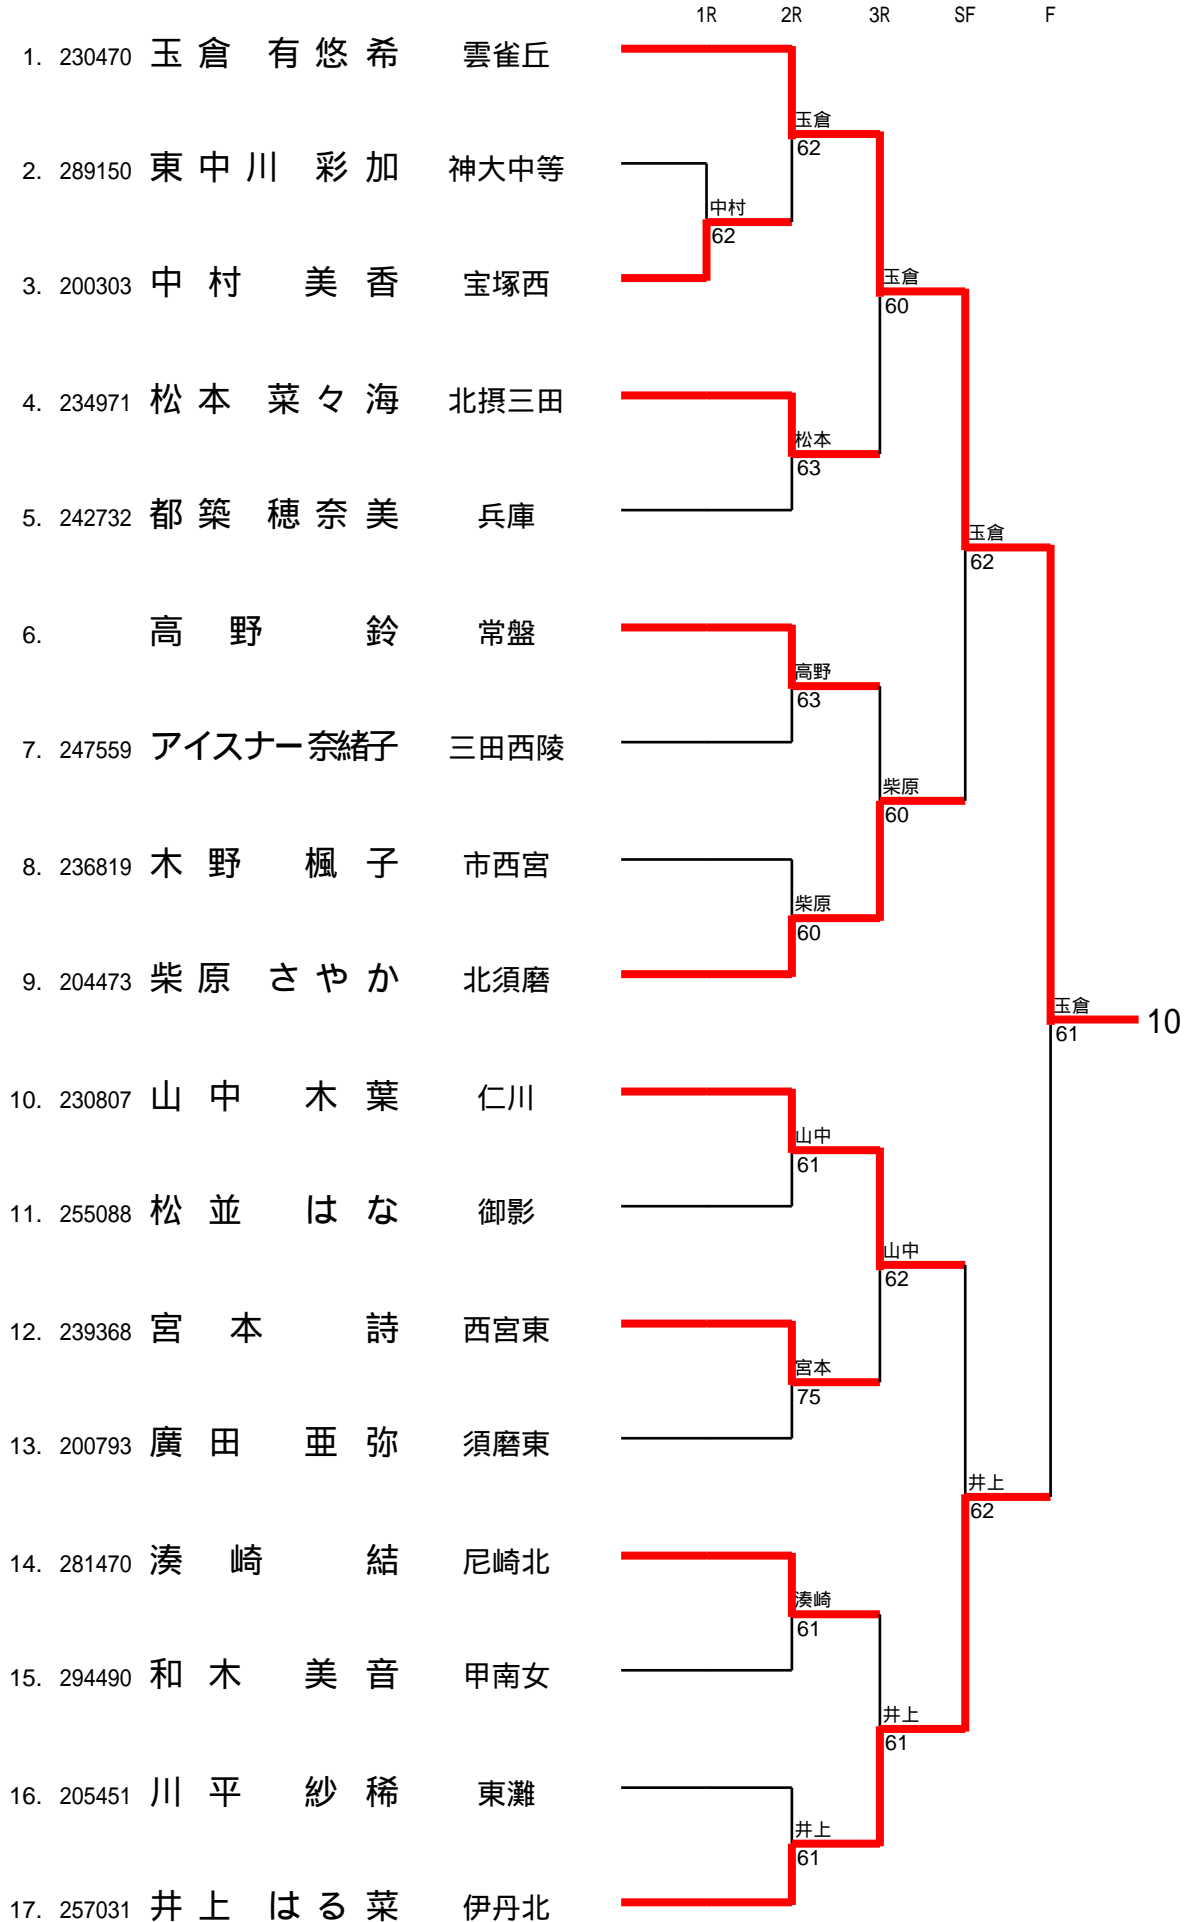 1R 2R 3R SF F
1. 230470 玉倉 有悠希 雲雀丘
玉倉
62
2. 289150 東中川 彩加 神大中等
中村
62
3. 200303 中村 美香 宝塚西
玉倉
60
4. 234971 松本 菜々海 北摂三田
松本
63
5. 242732 都築 穂奈美 兵庫
玉倉
62
6. 高野 鈴 常盤
高野
63
7. 247559 アイスナー奈緒子 三田西陵
柴原
60
8. 236819 木野 楓子 市西宮
柴原
60
9. 204473 柴原 さやか 北須磨
玉倉
61
10
10. 230807 山中 木葉 仁川
山中
61
11. 255088 松並 はな 御影
山中
62
12. 239368 宮本 詩 西宮東
宮本
75
13. 200793 廣田 亜弥 須磨東
井上
62
14. 281470 湊崎 結 尼崎北
湊崎
61
15. 294490 和木 美音 甲南女
井上
61
16. 205451 川平 紗稀 東灘
井上
61
17. 257031 井上 はる菜 伊丹北